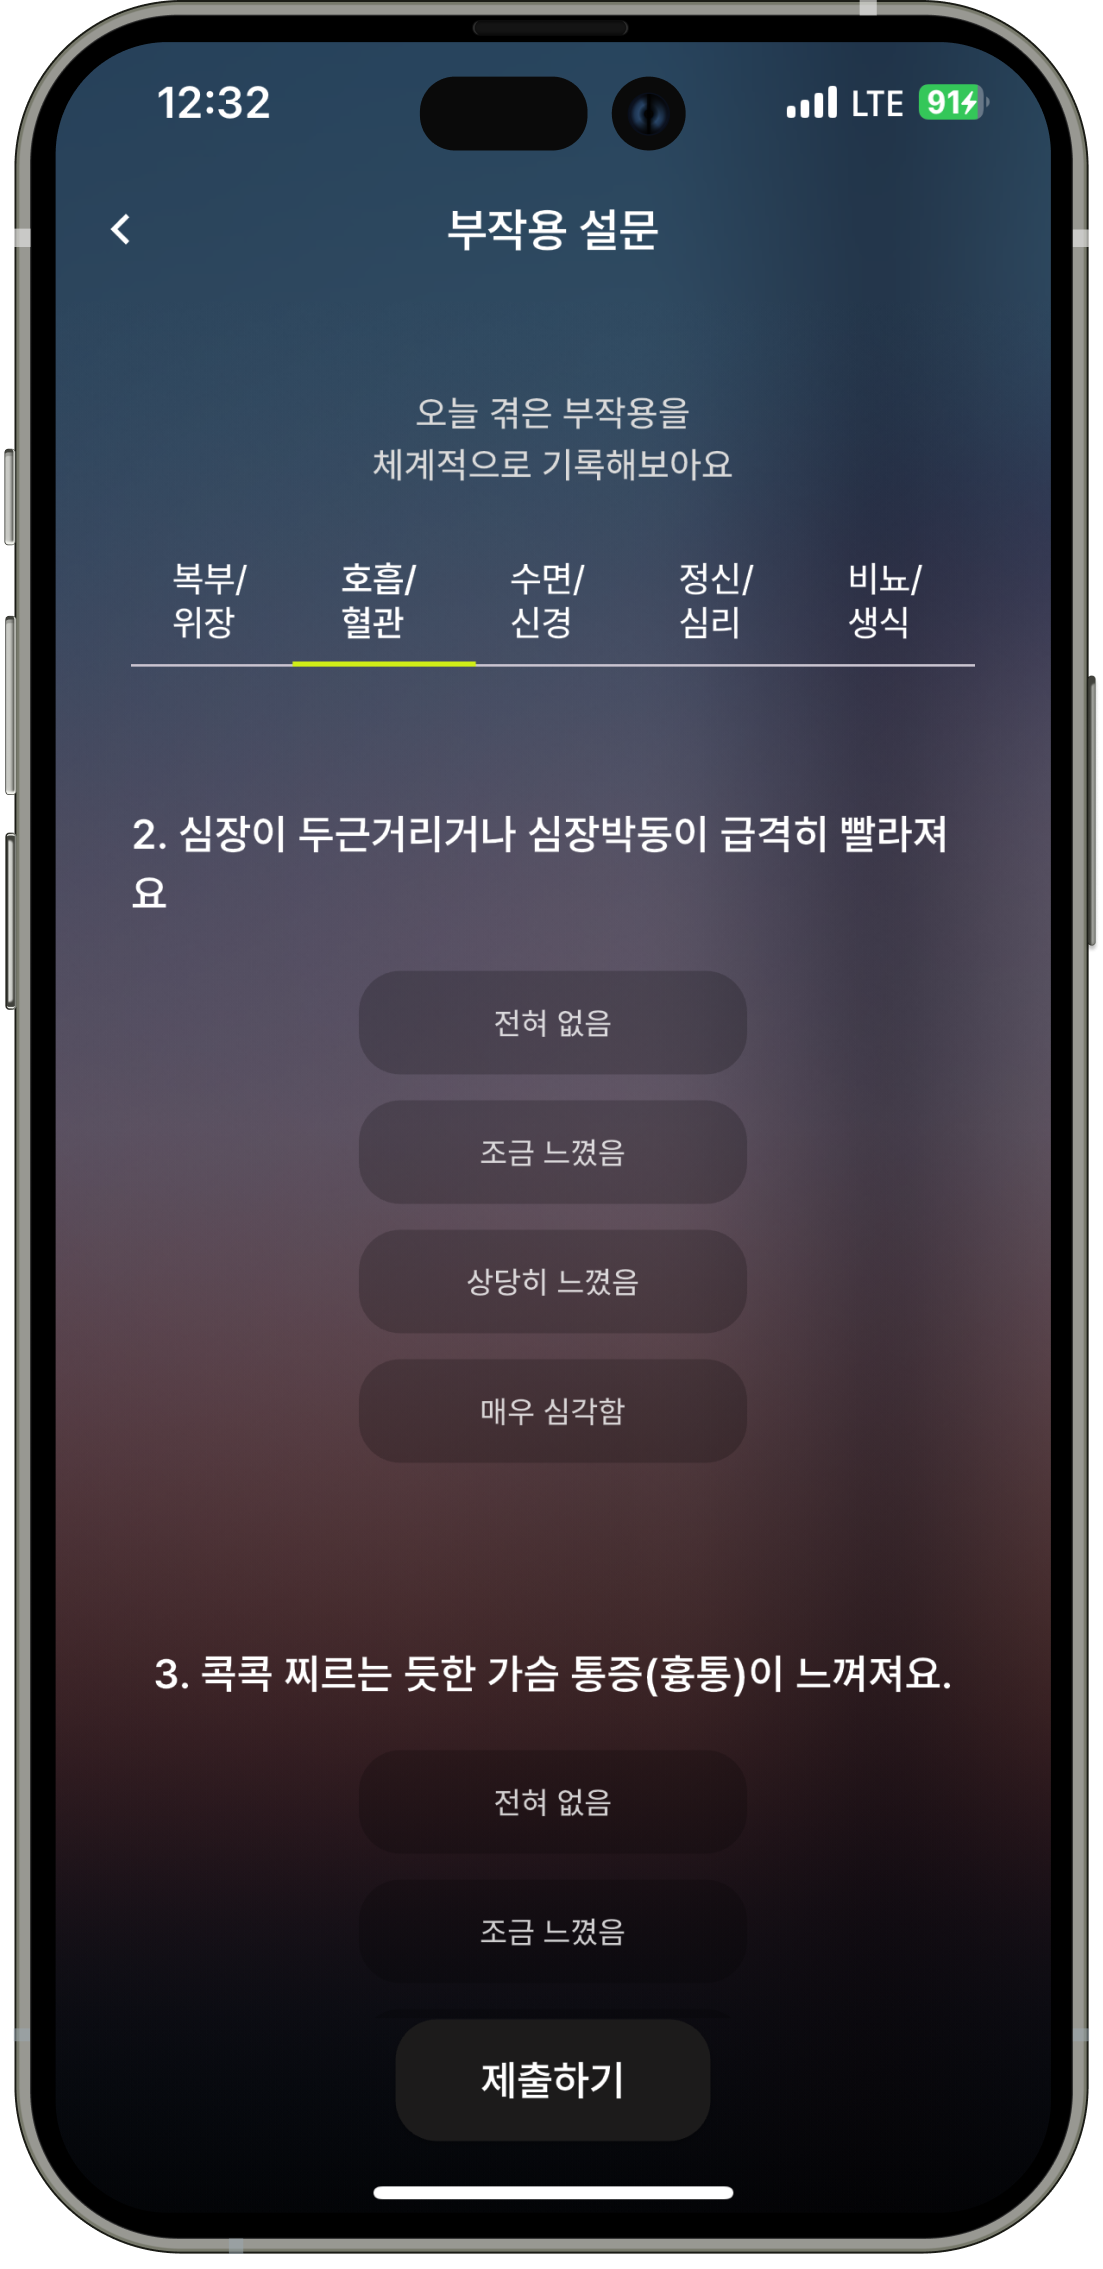 12:32
LTE 91
부작용 설문
오늘 겪은 부작용을
체계적으로 기록해보아요
복부/ 호흡/ 수면/ 정신/ 비뇨/
위장 혈관 신경 심리 생식
2. 심장이 두근거리거나 심장박동이 급격히 빨라져
요
전혀 없음
조금 느꼈음
상당히 느꼈음
매우 심각함
3. 콕콕 찌르는 듯한 가슴 통증(흉통)이 느껴져요.
전혀 없음
조금 느꼈음
제출하기